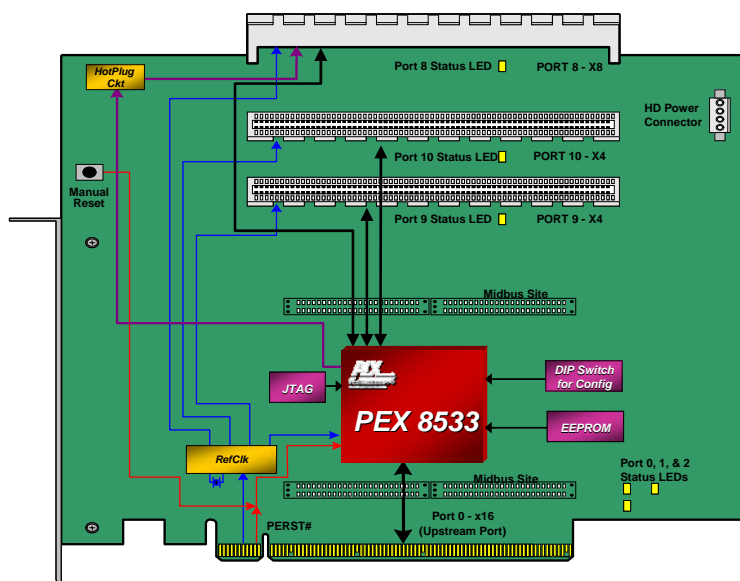 HotPlug
Ckt
Port 8 Status LED
PORT 8 - X8
HD Power
Connector
Port 10 Status LED
PORT 10 - X4
Manual
Reset
Port 9 Status LED
PORT 9 - X4
Midbus Site
PLX
JTAG
DIP Switch
for Config
PEX 8533
EEPROM
RefClk
Midbus Site
Port 0, 1, & 2
Status LEDs
PERST#
Port 0 - x16
(Upstream Port)